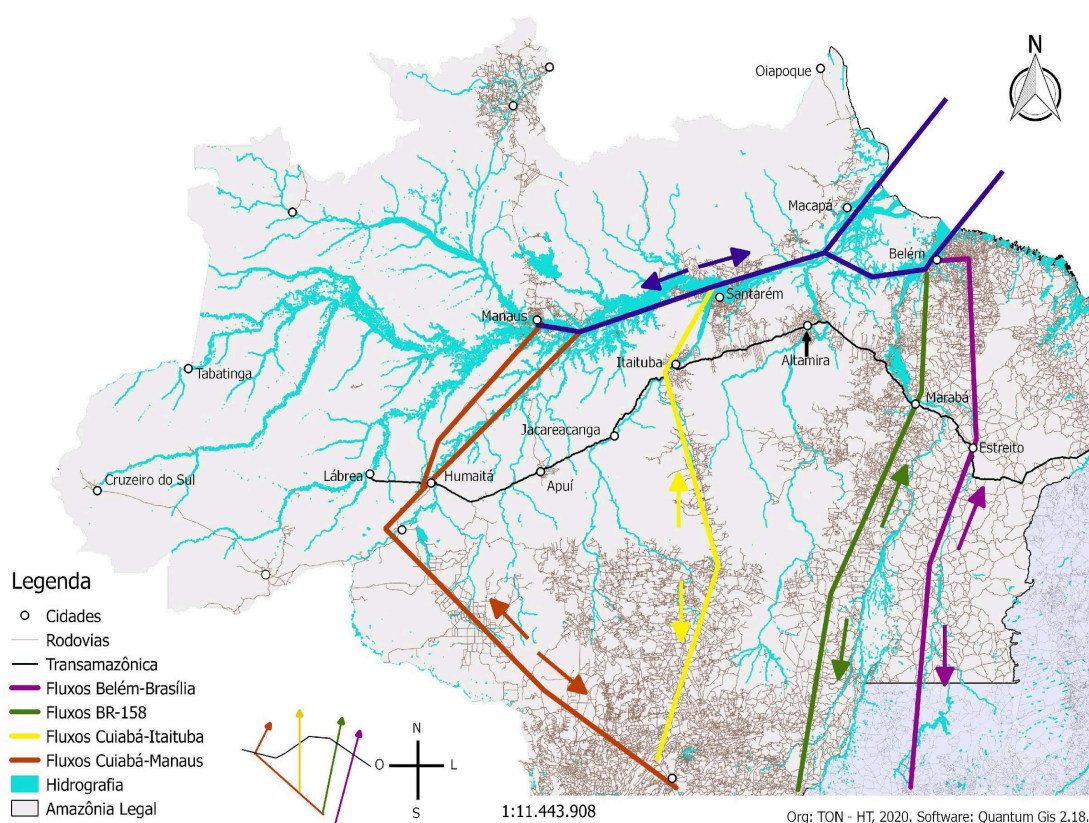 N
Oiapoque
Macapá
Belém
Santarém
Manaus
Itaituba
Altamira
Tabatinga
Marabá
Jacareacanga
Estreito
Lábrea
Humaitá
Apuí
Cruzeiro do Sul
Legenda
Cidades
Rodovias
Transamazônica
Fluxos Belém-Brasília
Fluxos BR-158
Fluxos Cuiabá-Itaituba
Fluxos Cuiabá-Manaus
Hidrografia
Amazônia Legal
N
O
L
S
1:11.443.908
Org: TON - HT, 2020. Software: Quantum Gis 2.18.